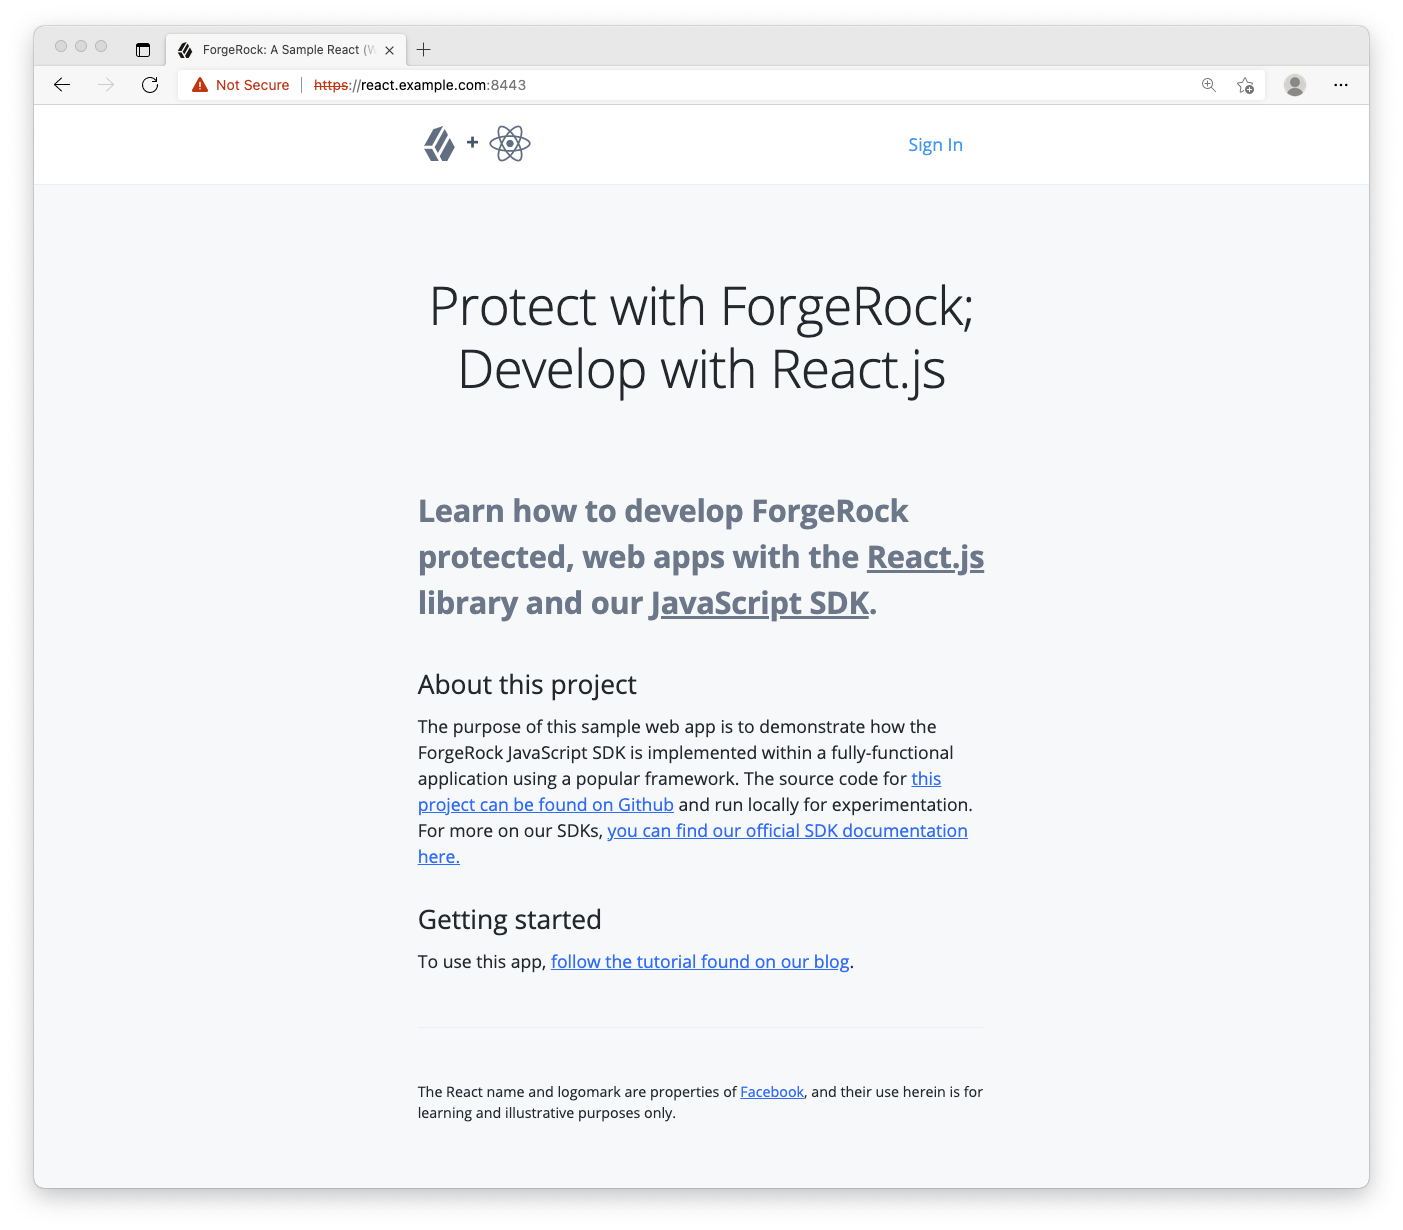 ForgeRock: A Sample React (
Not Secure https://react.example.com:8443
+
Sign In
Protect with ForgeRock;
Develop with React.js
Learn how to develop ForgeRock
protected, web apps with the React.js
library and our JavaScript SDK.
About this project
The purpose of this sample web app is to demonstrate how the
ForgeRock JavaScript SDK is implemented within a fully-functional
application using a popular framework. The source code for this
project can be found on Github and run locally for experimentation.
For more on our SDKs, you can find our official SDK documentation
here.
Getting started
To use this app, follow the tutorial found on our blog.
The React name and logomark are properties of Facebook, and their use herein is for
learning and illustrative purposes only.